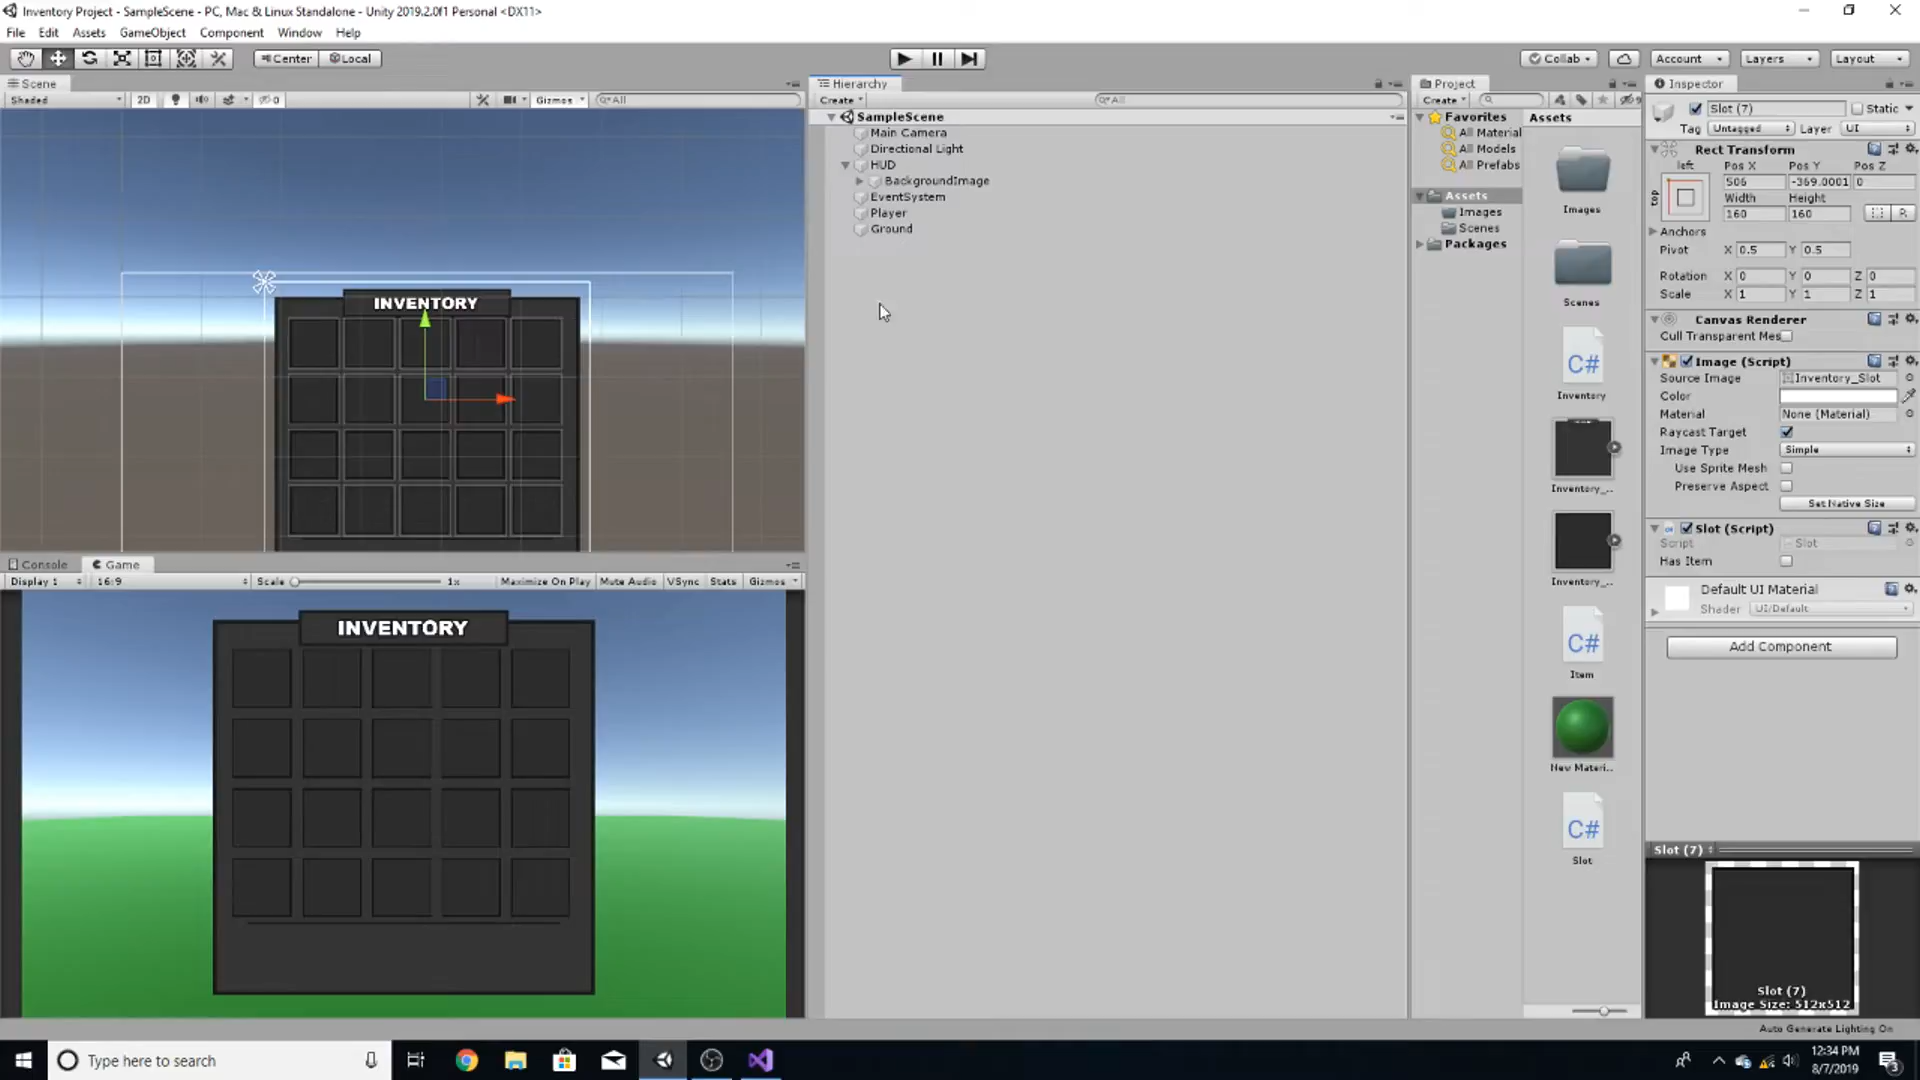 Inventory Project - SampleScene - PC, Mac & Linux Standalone - Unity 2019.2.0f1 Personal <DX11>
File Edit Assets GameObject Component Window Help
Center Local
Collab Account Layers Layout
Scene
Shaded 2D 0 Gizmos All
INVENTORY
Console Game
Display 1 16:9 Scale 1x Maximize On Play Mute Audio VSync Stats Gizmos
INVENTORY
Hierarchy
Create All
SampleScene
Main Camera
Directional Light
HUD
BackgroundImage
EventSystem
Player
Ground
Project
Create 9
Favorites
All Material
All Models
All Prefabs
Assets
Images
Scenes
Packages
Assets
Images
Scenes
C#
Inventory
Inventory_..
Inventory_..
C#
Item
New Materi..
C#
Slot
Inspector
Slot (7) Static
Tag Untagged Layer UI
Rect Transform
left Pos X Pos Y Pos Z
506 -369.0001 0
top
Width Height
160 160 R
Anchors
Pivot X 0.5 Y 0.5
Rotation X 0 Y 0 Z 0
Scale X 1 Y 1 Z 1
Canvas Renderer
Cull Transparent Mes
Image (Script)
Source Image Inventory_Slot
Color
Material None (Material)
Raycast Target
Image Type Simple
Use Sprite Mesh
Preserve Aspect
Set Native Size
Slot (Script)
Script Slot
Has Item
Default UI Material
Shader UI/Default
Add Component
Slot (7)
Slot (7)
Image Size: 512x512
Auto Generate Lighting On
Type here to search
12:34 PM
8/7/2019
3